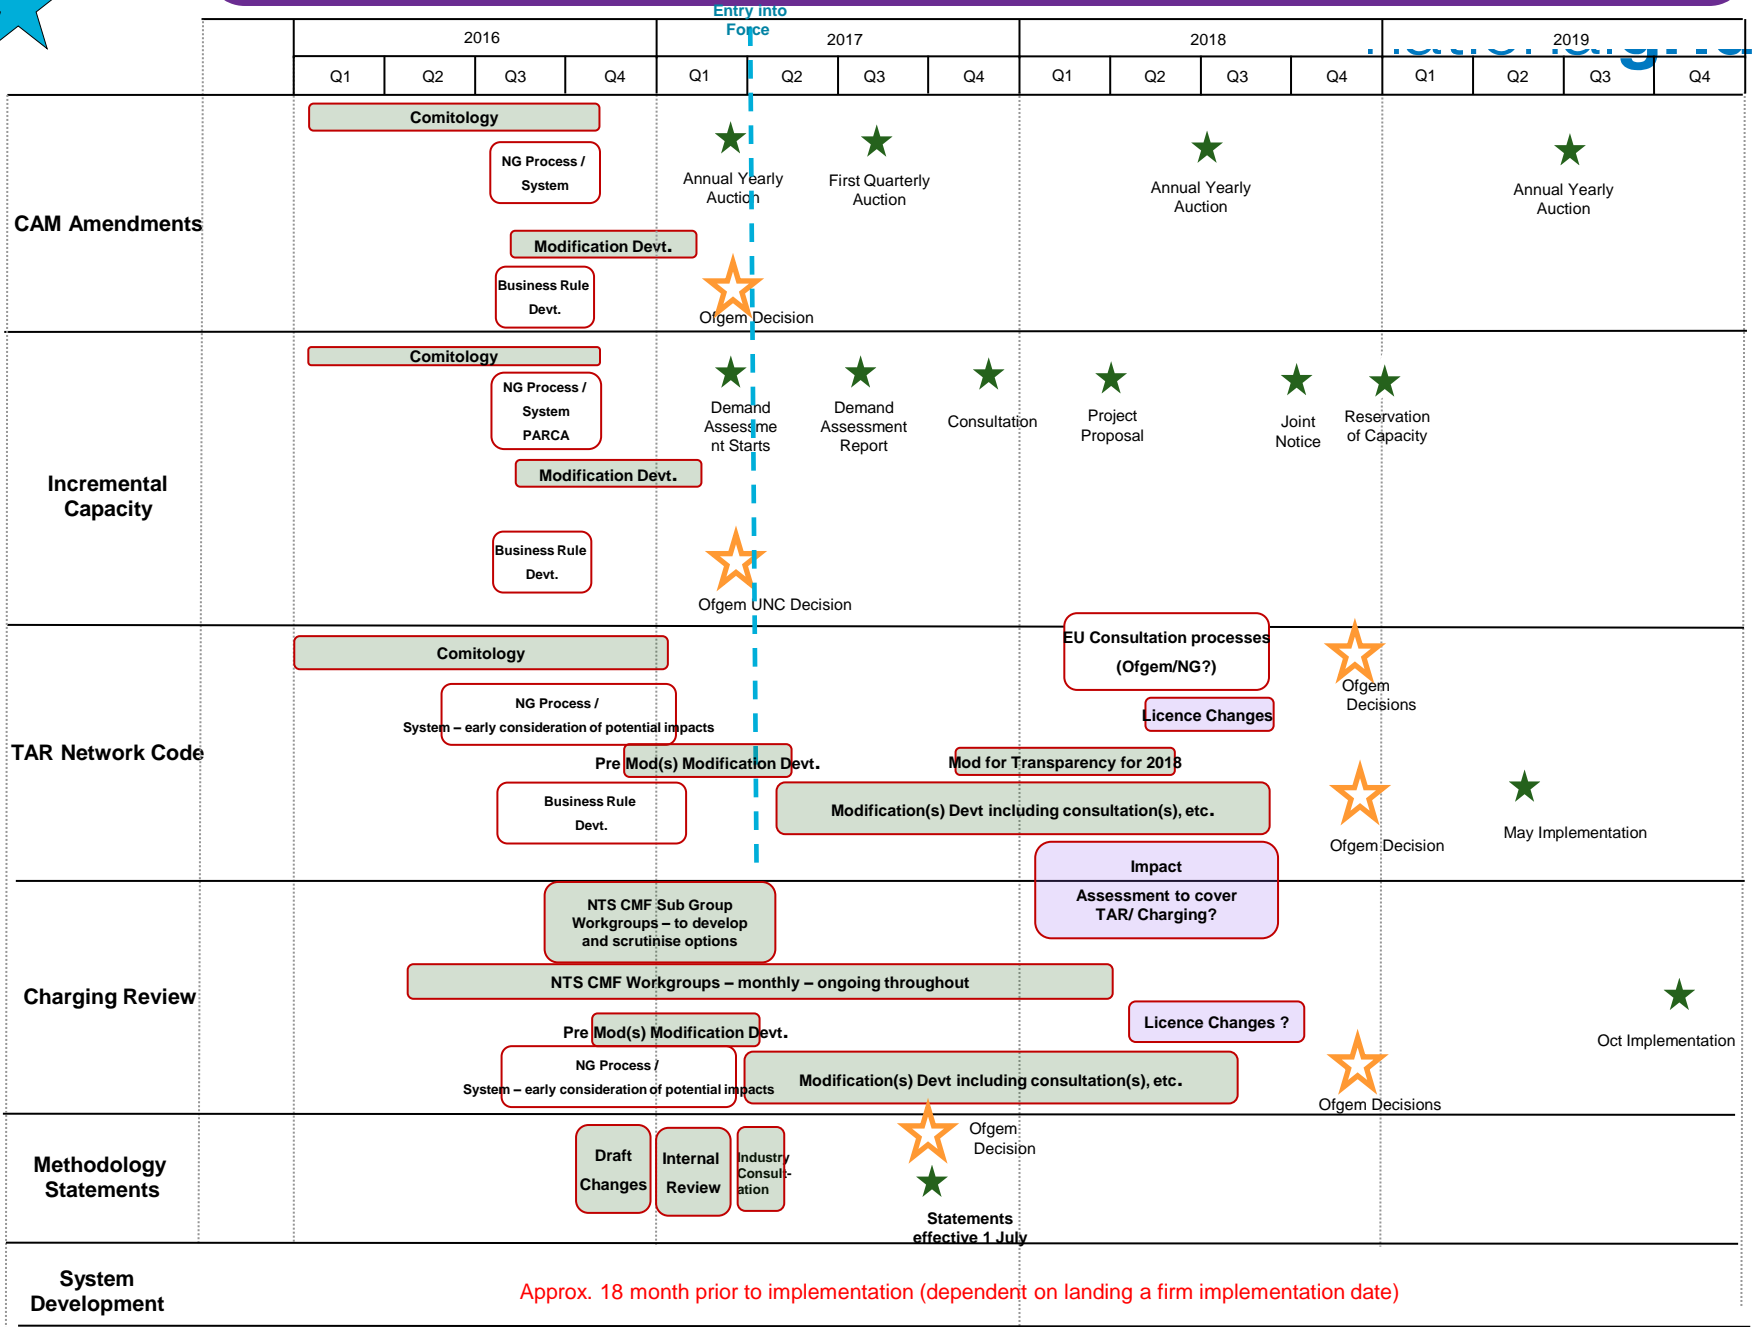 Entry into
Force
2016
2017
2018
2019
Q1
Q2
Q3
Q4
Q1
Q2
Q3
Q4
Q1
Q2
Q3
Q4
Q1
Q2
Q3
Q4
CAM Amendments
Comitology
NG Process /
System
Modification Devt.
Business Rule
Devt.
Annual Yearly
Auction
First Quarterly
Auction
Annual Yearly
Auction
Annual Yearly
Auction
Ofgem Decision
Incremental
Capacity
Comitology
NG Process /
System
PARCA
Modification Devt.
Business Rule
Devt.
Demand
Assessme
nt Starts
Demand
Assessment
Report
Consultation
Project
Proposal
Joint
Notice
Reservation
of Capacity
Ofgem UNC Decision
TAR Network Code
Comitology
NG Process /
System – early consideration of potential impacts
Pre Mod(s) Modification Devt.
Business Rule
Devt.
EU Consultation processes
(Ofgem/NG?)
Licence Changes
Mod for Transparency for 2018
Modification(s) Devt including consultation(s), etc.
Ofgem
Decisions
Ofgem Decision
May Implementation
Impact
Assessment to cover
TAR/ Charging?
Charging Review
NTS CMF Sub Group
Workgroups – to develop
and scrutinise options
NTS CMF Workgroups – monthly – ongoing throughout
Pre Mod(s) Modification Devt.
NG Process /
System – early consideration of potential impacts
Modification(s) Devt including consultation(s), etc.
Licence Changes ?
Ofgem Decisions
Oct Implementation
Methodology
Statements
Draft
Changes
Internal
Review
Industry
Consult-
ation
Ofgem
Decision
Statements
effective 1 July
System
Development
Approx. 18 month prior to implementation (dependent on landing a firm implementation date)